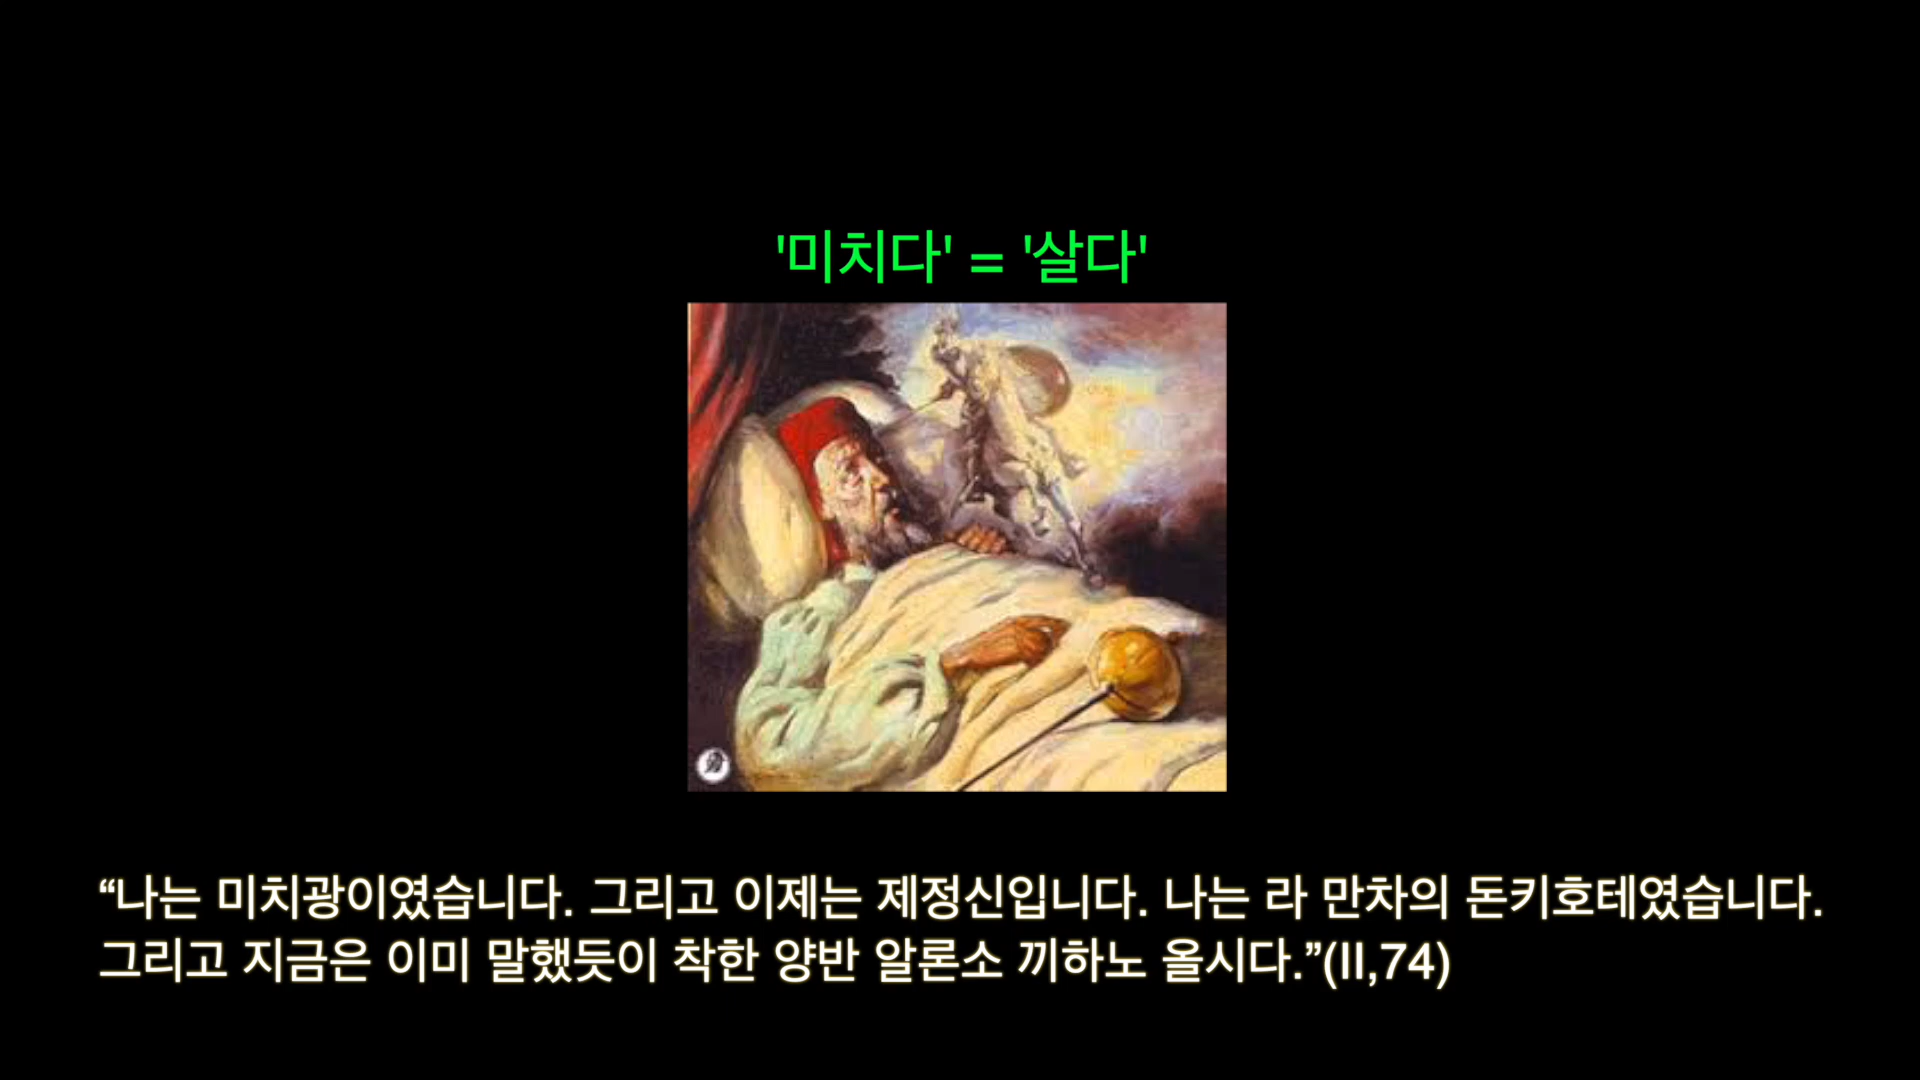 '미치다' = '살다'
“나는 미치광이였습니다. 그리고 이제는 제정신입니다. 나는 라 만차의 돈키호테였습니다.
그리고 지금은 이미 말했듯이 착한 양반 알론소 끼하노 올시다.”(II,74)